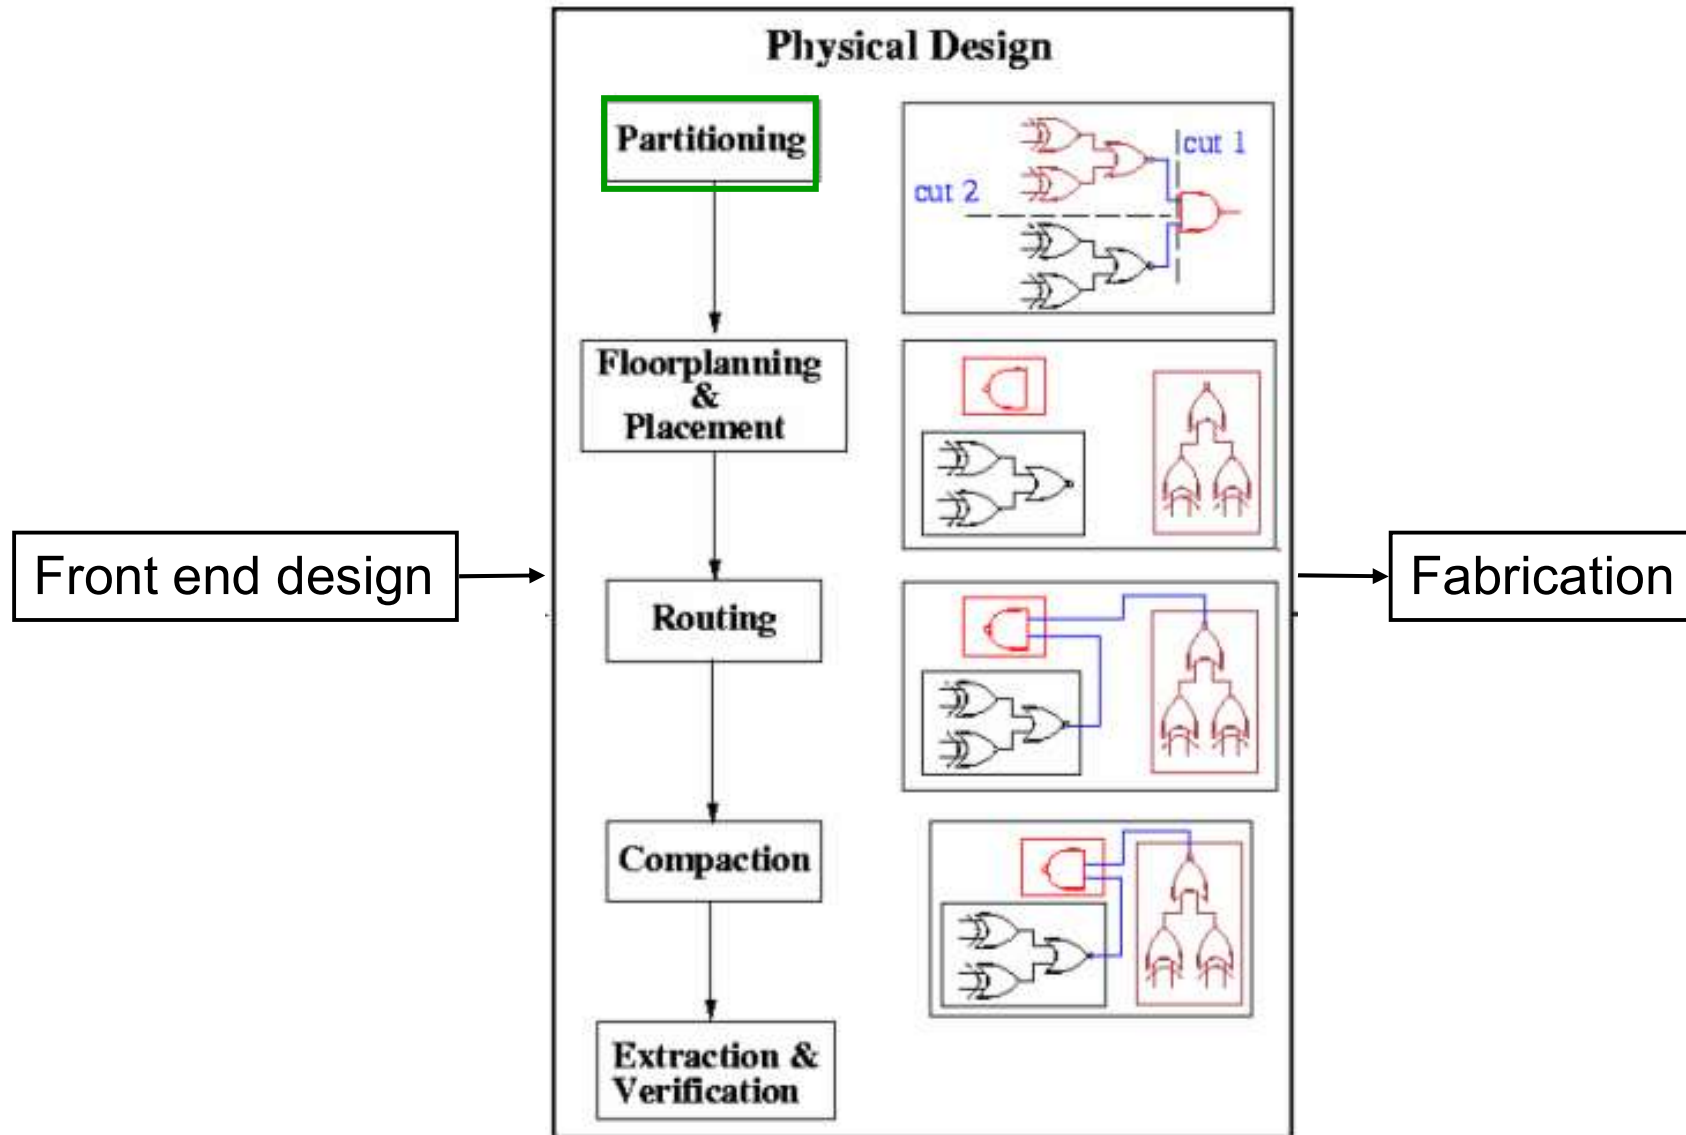 Physical Design
Partitioning
cut 1
cut 2
Floorplanning
&
Placement
Front end design
Fabrication
Routing
Compaction
Extraction &
Verification